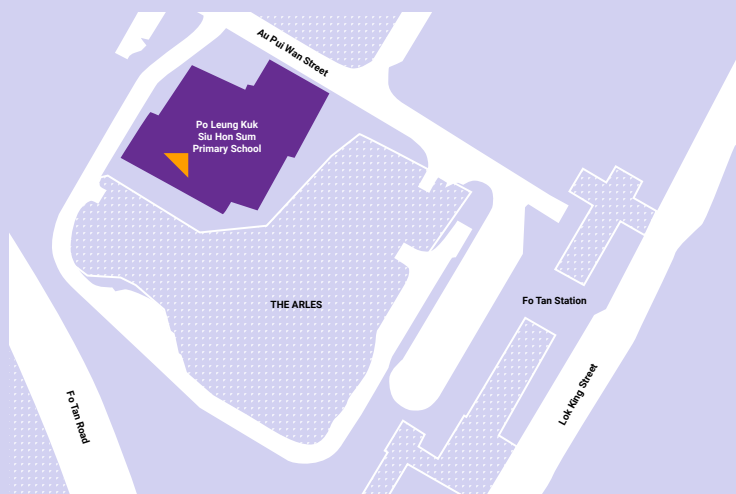 Au Pui Wan Street
Po Leung Kuk
Siu Hon Sum
Primary School
THE ARLES
Fo Tan Station
Lok King Street
Fo Tan Road